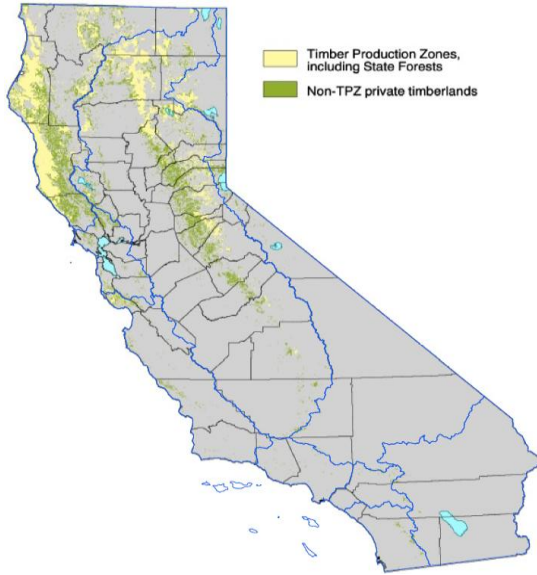 Timber Production Zones,
including State Forests
Non-TPZ private timberlands